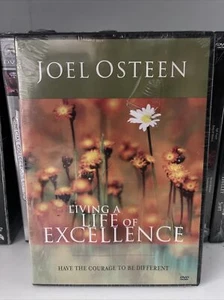 JOEL OSTEEN
LIVING A
LIFE OF
EXCELLENCE
HAVE THE COURAGE TO BE DIFFERENT
DVD